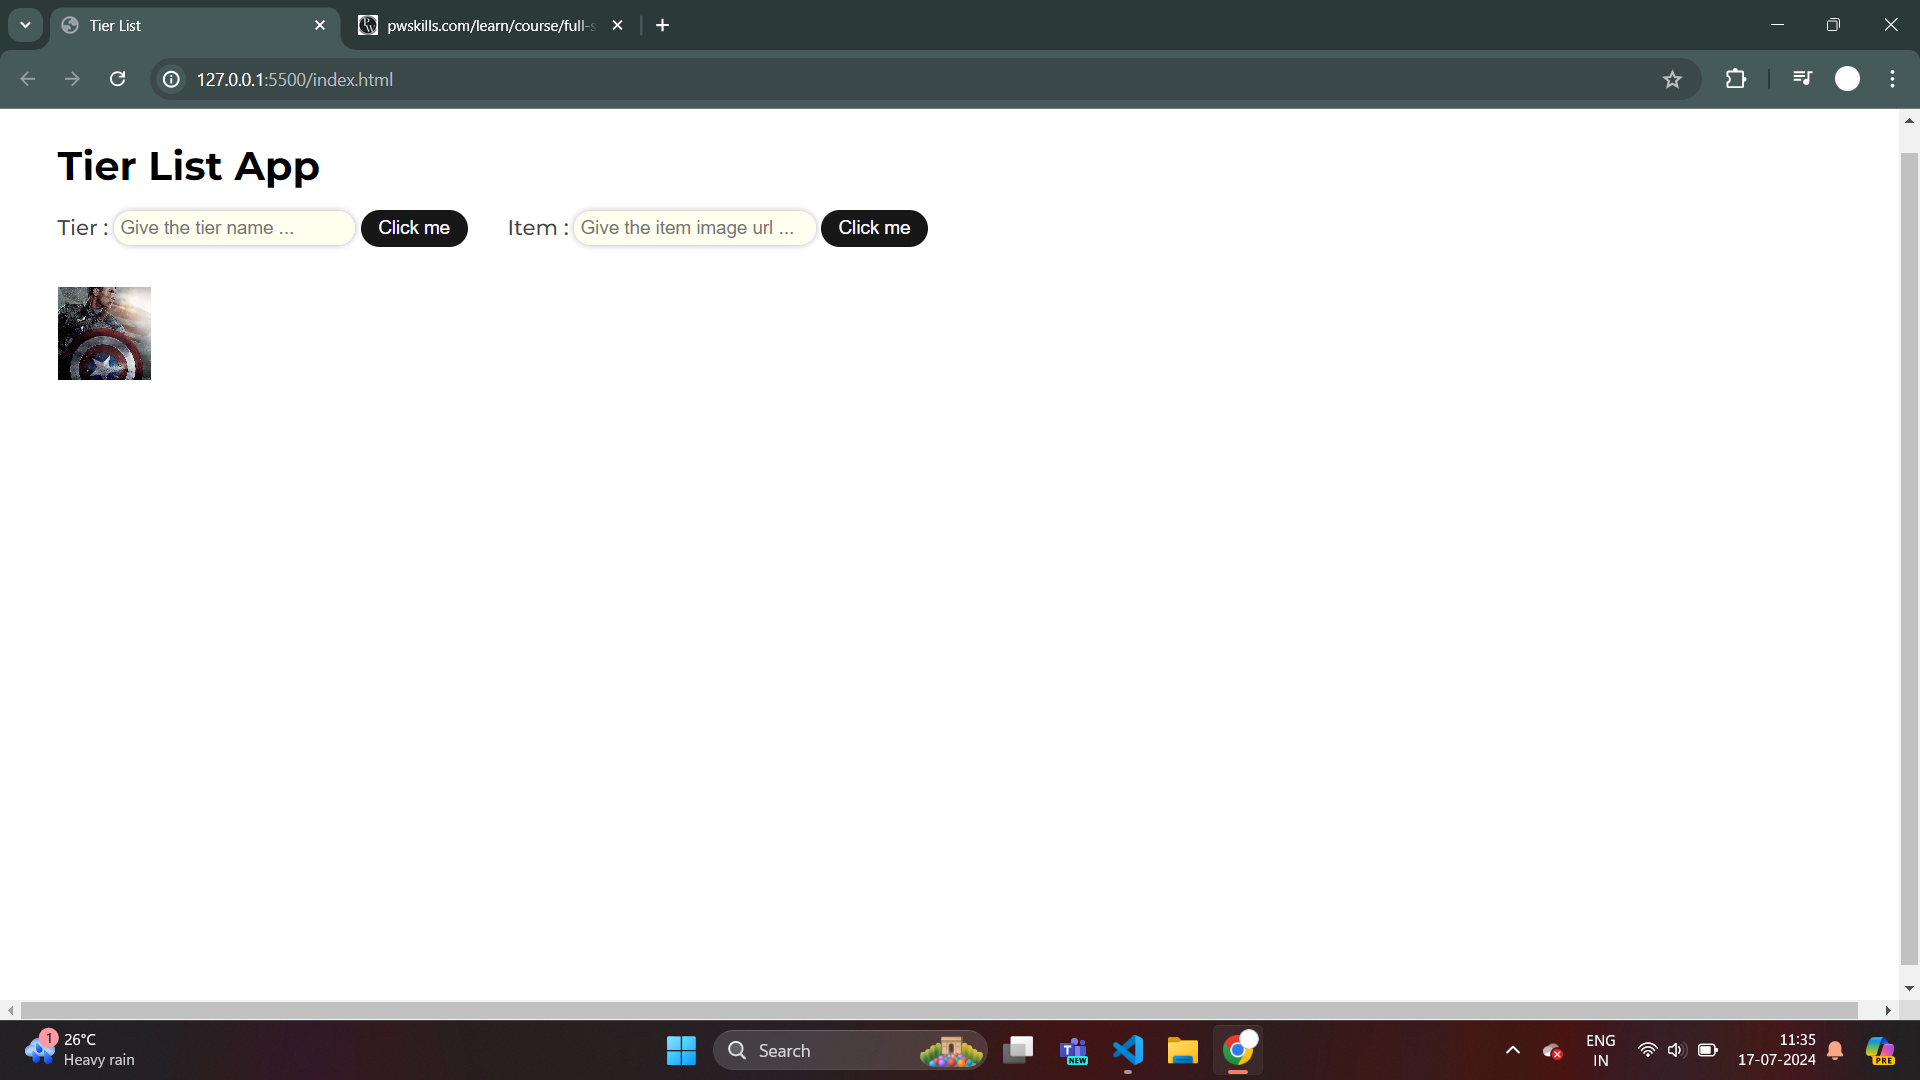 Tier List
pwskills.com/learn/course/full-s
127.0.0.1:5500/index.html
Tier List App
Tier : Give the tier name ... Click me Item : Give the item image url ... Click me
1
26°C
Heavy rain
Search
NEW
ENG
IN
11:35
17-07-2024
PRE